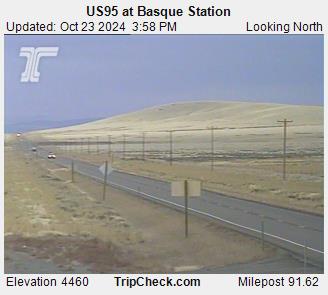 US95 at Basque Station
Updated: Oct 23 2024 3:58 PM Looking North
Elevation 4460 TripCheck.com Milepost 91.62